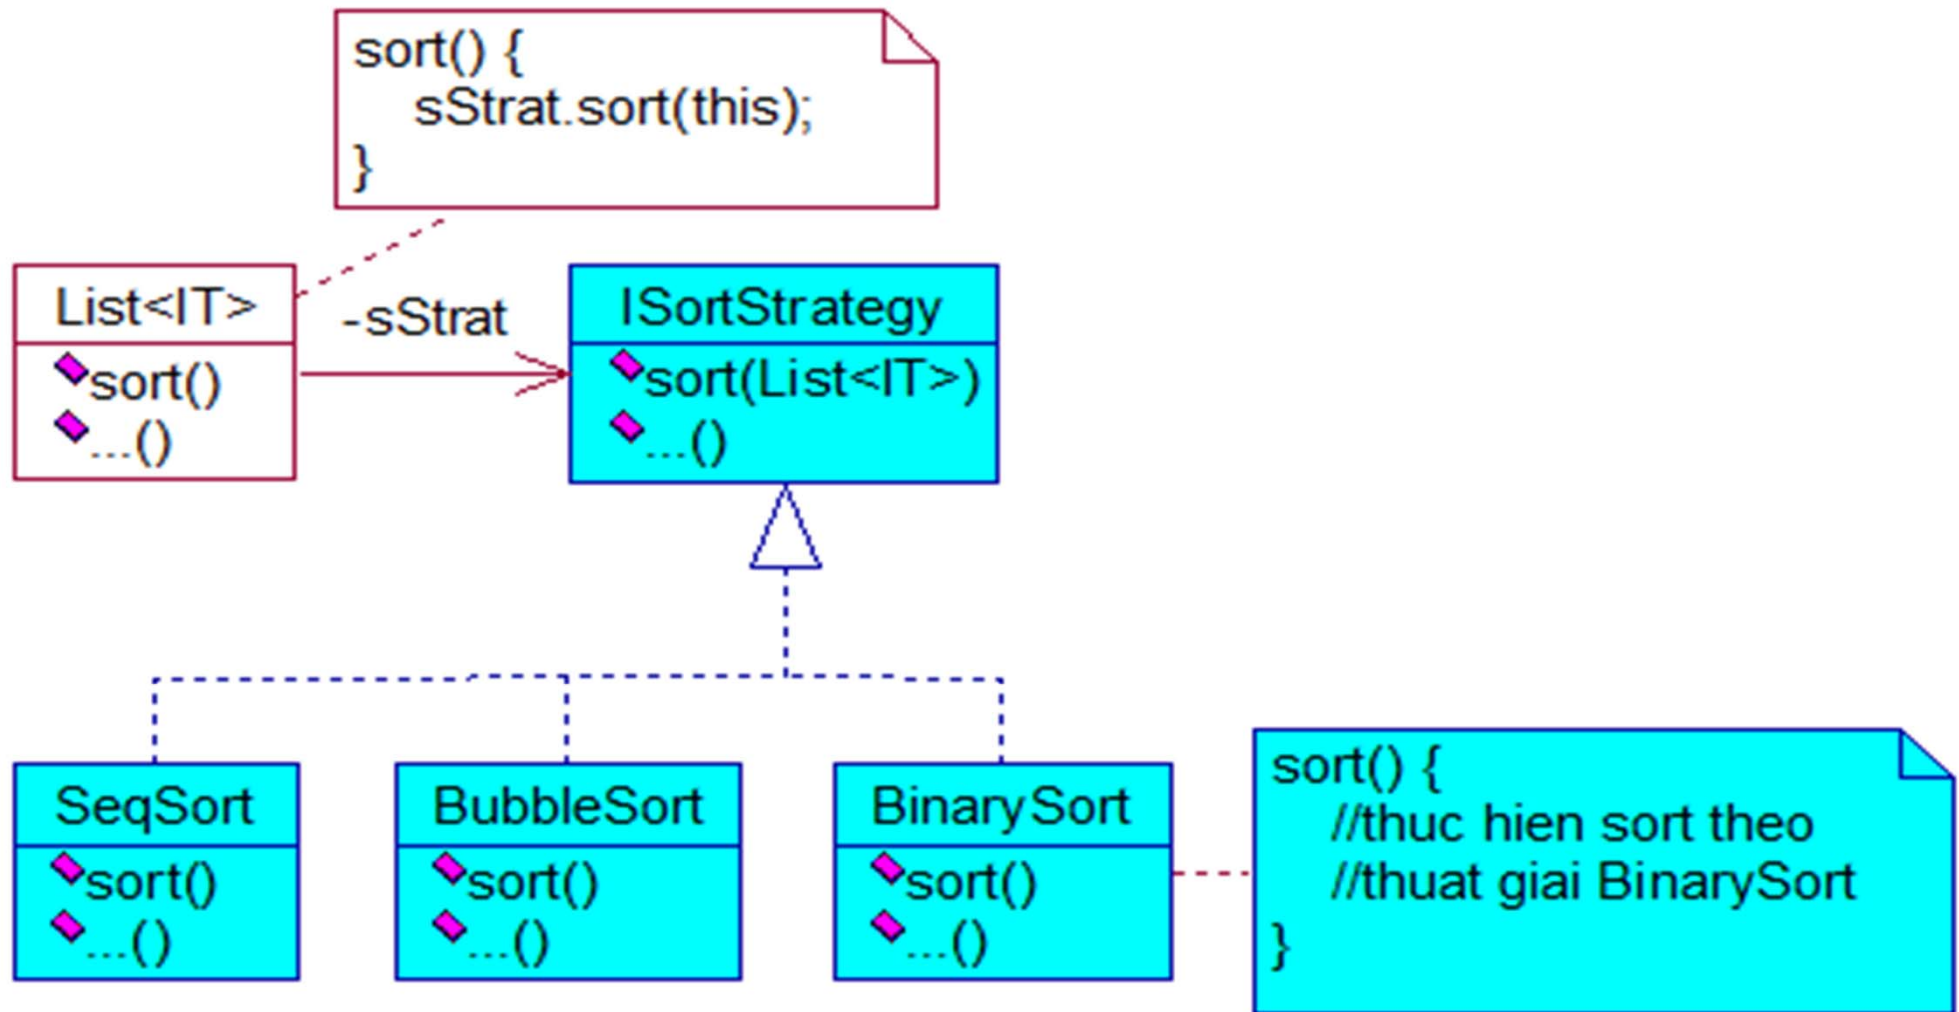 sort() {
sStrat.sort(this);
}
List<IT>
sort()
...()
-sStrat
ISortStrategy
sort(List<IT>)
...()
SeqSort
sort()
...()
BubbleSort
sort()
...()
BinarySort
sort()
...()
sort() {
//thuc hien sort theo
//thuat giai BinarySort
}